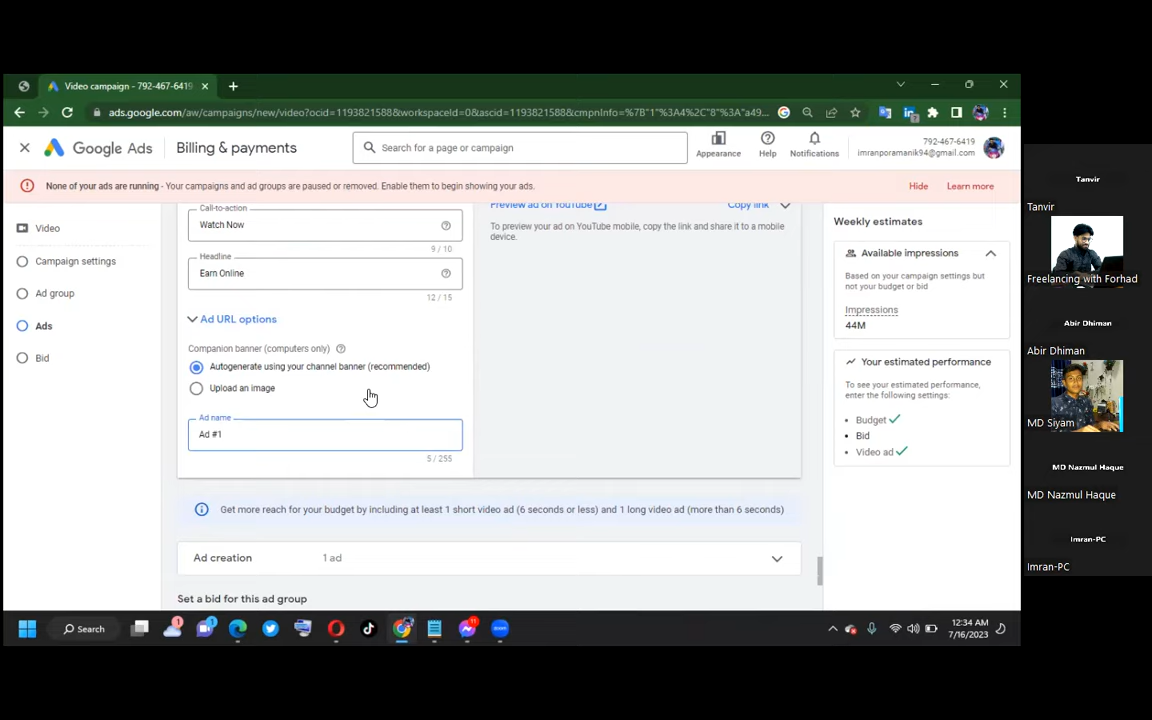 Video campaign - 792-467-6419
ads.google.com/aw/campaigns/new/video?ocid=1193821588&workspaceId=0&ascid=1193821588&cmpnInfo=%7B"1"%3A4%2C"8"%3A"a49...
Google Ads
Billing & payments
Search for a page or campaign
Appearance
Help
Notifications
792-467-6419
imranporamanik94@gmail.com
None of your ads are running - Your campaigns and ad groups are paused or removed. Enable them to begin showing your ads.
Hide
Learn more
Video
Campaign settings
Ad group
Ads
Bid
Call-to-action
Watch Now
9 / 10
Headline
Earn Online
12 / 15
Ad URL options
Companion banner (computers only)
Autogenerate using your channel banner (recommended)
Upload an image
Ad name
Ad #1
5 / 255
Preview ad on YouTube
Copy link
To preview your ad on YouTube mobile, copy the link and share it to a mobile
device.
Weekly estimates
Available impressions
Based on your campaign settings but
not your budget or bid
Impressions
44M
Your estimated performance
To see your estimated performance,
enter the following settings:
Budget
Bid
Video ad
Get more reach for your budget by including at least 1 short video ad (6 seconds or less) and 1 long video ad (more than 6 seconds)
Ad creation
1 ad
Set a bid for this ad group
Search
1
1
11
zoom
12:34 AM
7/16/2023
Tanvir
Tanvir
Freelancing with Forhad
Abir Dhiman
Abir Dhiman
MD Siyam
MD Nazmul Haque
MD Nazmul Haque
Imran-PC
Imran-PC